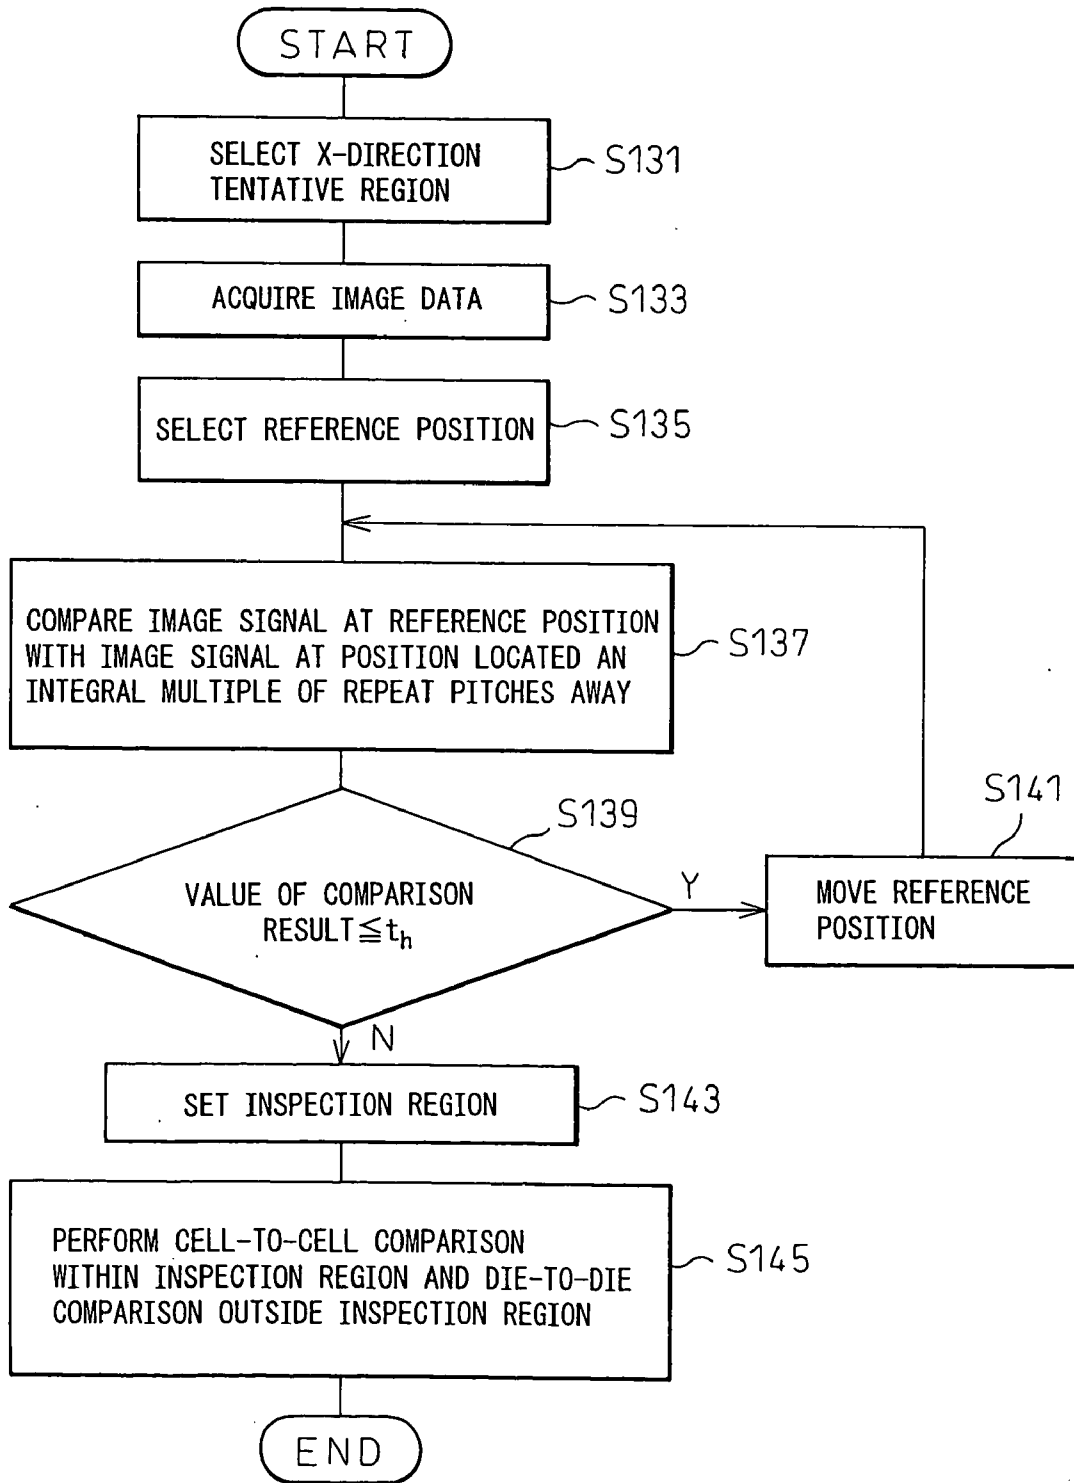 START
SELECT X-DIRECTION
TENTATIVE REGION
S131
ACQUIRE IMAGE DATA
S133
SELECT REFERENCE POSITION
S135
COMPARE IMAGE SIGNAL AT REFERENCE POSITION
WITH IMAGE SIGNAL AT POSITION LOCATED AN
INTEGRAL MULTIPLE OF REPEAT PITCHES AWAY
S137
VALUE OF COMPARISON
RESULT≦th
S139
Y
MOVE REFERENCE
POSITION
S141
N
SET INSPECTION REGION
S143
PERFORM CELL-TO-CELL COMPARISON
WITHIN INSPECTION REGION AND DIE-TO-DIE
COMPARISON OUTSIDE INSPECTION REGION
S145
END